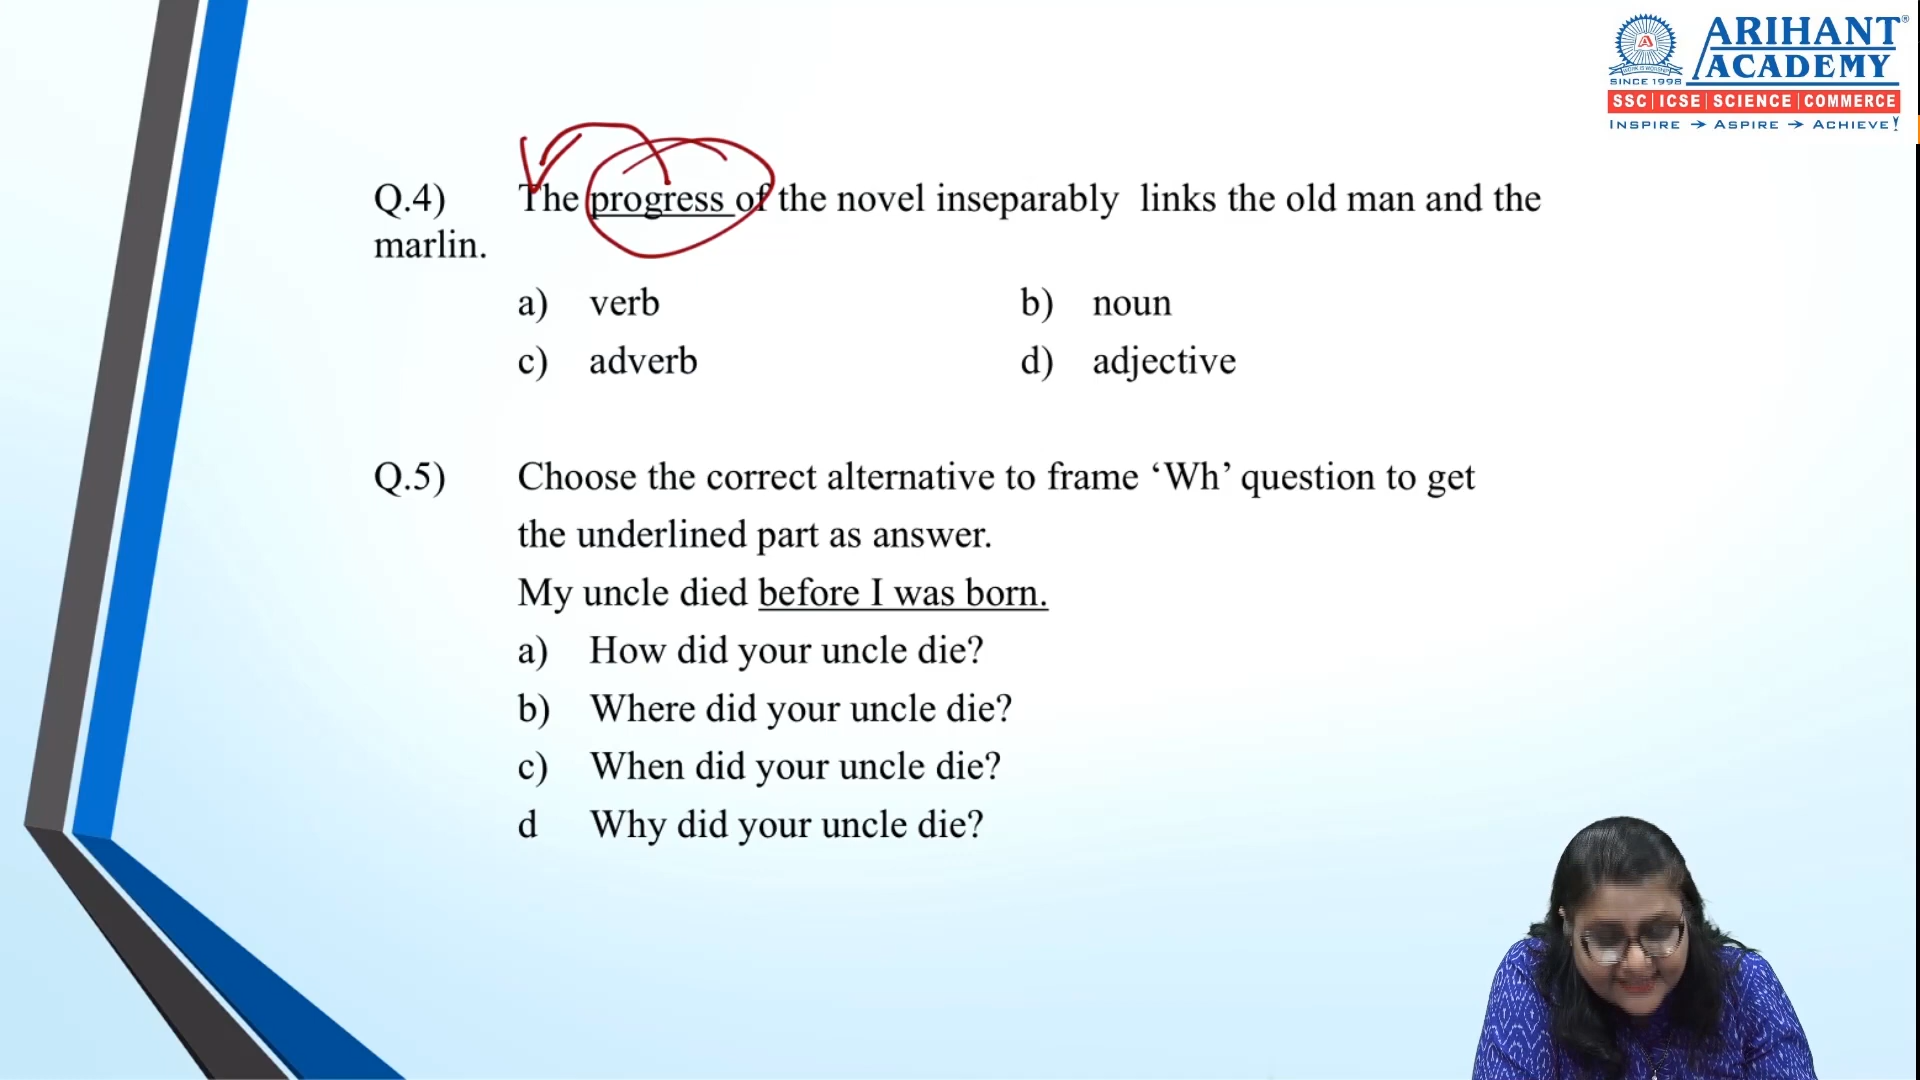 ARIHANT
ACADEMY
SINCE 1998
SSC | ICSE | SCIENCE | COMMERCE
INSPIRE → ASPIRE → ACHIEVE!
Q.4) The progress of the novel inseparably links the old man and the
marlin.
a) verb b) noun
c) adverb d) adjective
Q.5) Choose the correct alternative to frame ‘Wh’ question to get
the underlined part as answer.
My uncle died before I was born.
a) How did your uncle die?
b) Where did your uncle die?
c) When did your uncle die?
d Why did your uncle die?